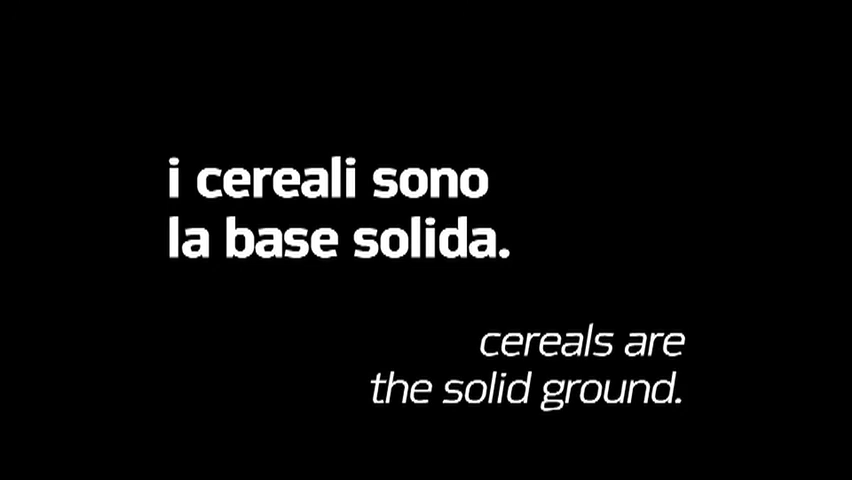 i cereali sono
la base solida.
cereals are
the solid ground.